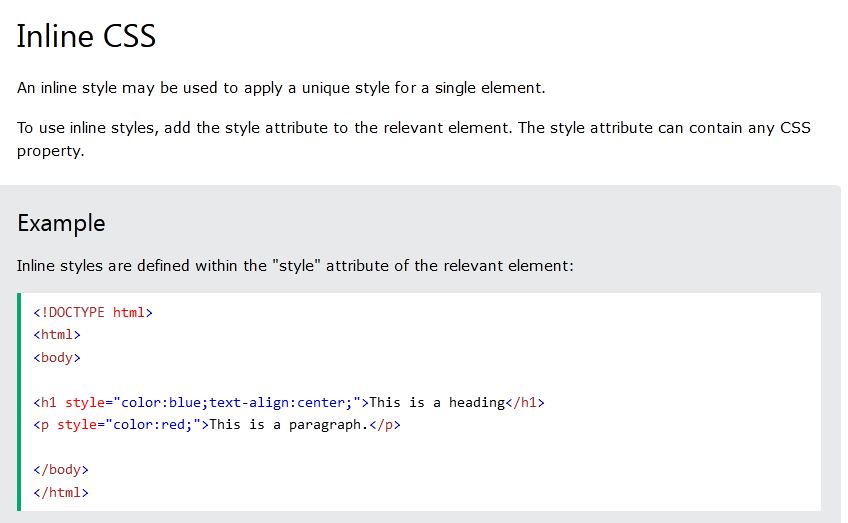 Inline CSS
An inline style may be used to apply a unique style for a single element.
To use inline styles, add the style attribute to the relevant element. The style attribute can contain any CSS
property.
Example
Inline styles are defined within the "style" attribute of the relevant element:
<!DOCTYPE html>
<html>
<body>
<h1 style="color:blue;text-align:center;">This is a heading</h1>
<p style="color:red;">This is a paragraph.</p>
</body>
</html>